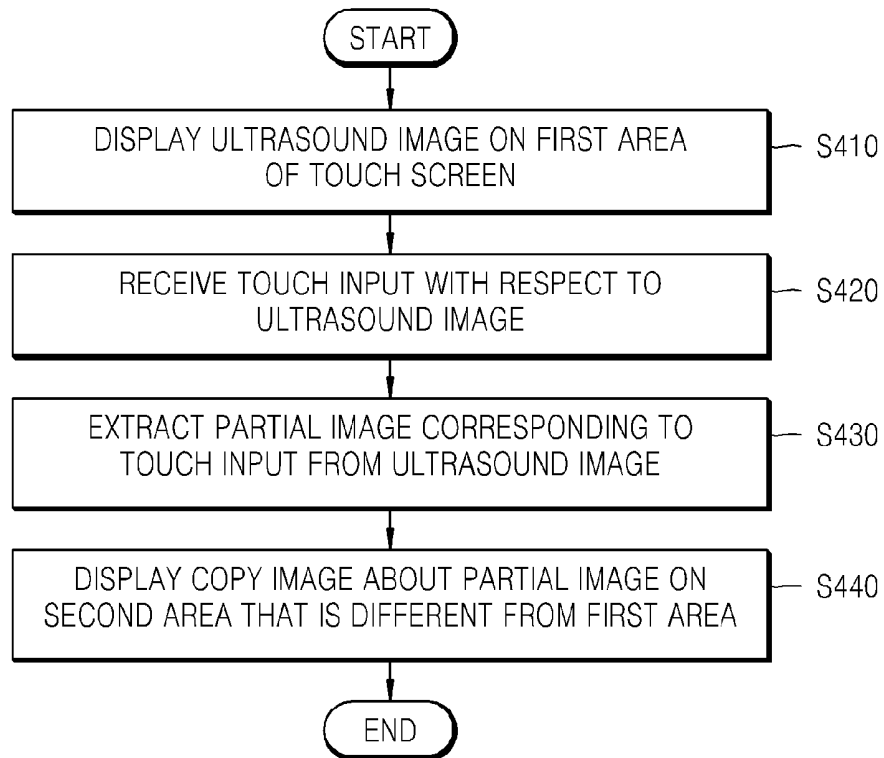 START
DISPLAY ULTRASOUND IMAGE ON FIRST AREA
OF TOUCH SCREEN
S410
RECEIVE TOUCH INPUT WITH RESPECT TO
ULTRASOUND IMAGE
S420
EXTRACT PARTIAL IMAGE CORRESPONDING TO
TOUCH INPUT FROM ULTRASOUND IMAGE
S430
DISPLAY COPY IMAGE ABOUT PARTIAL IMAGE ON
SECOND AREA THAT IS DIFFERENT FROM FIRST AREA
S440
END